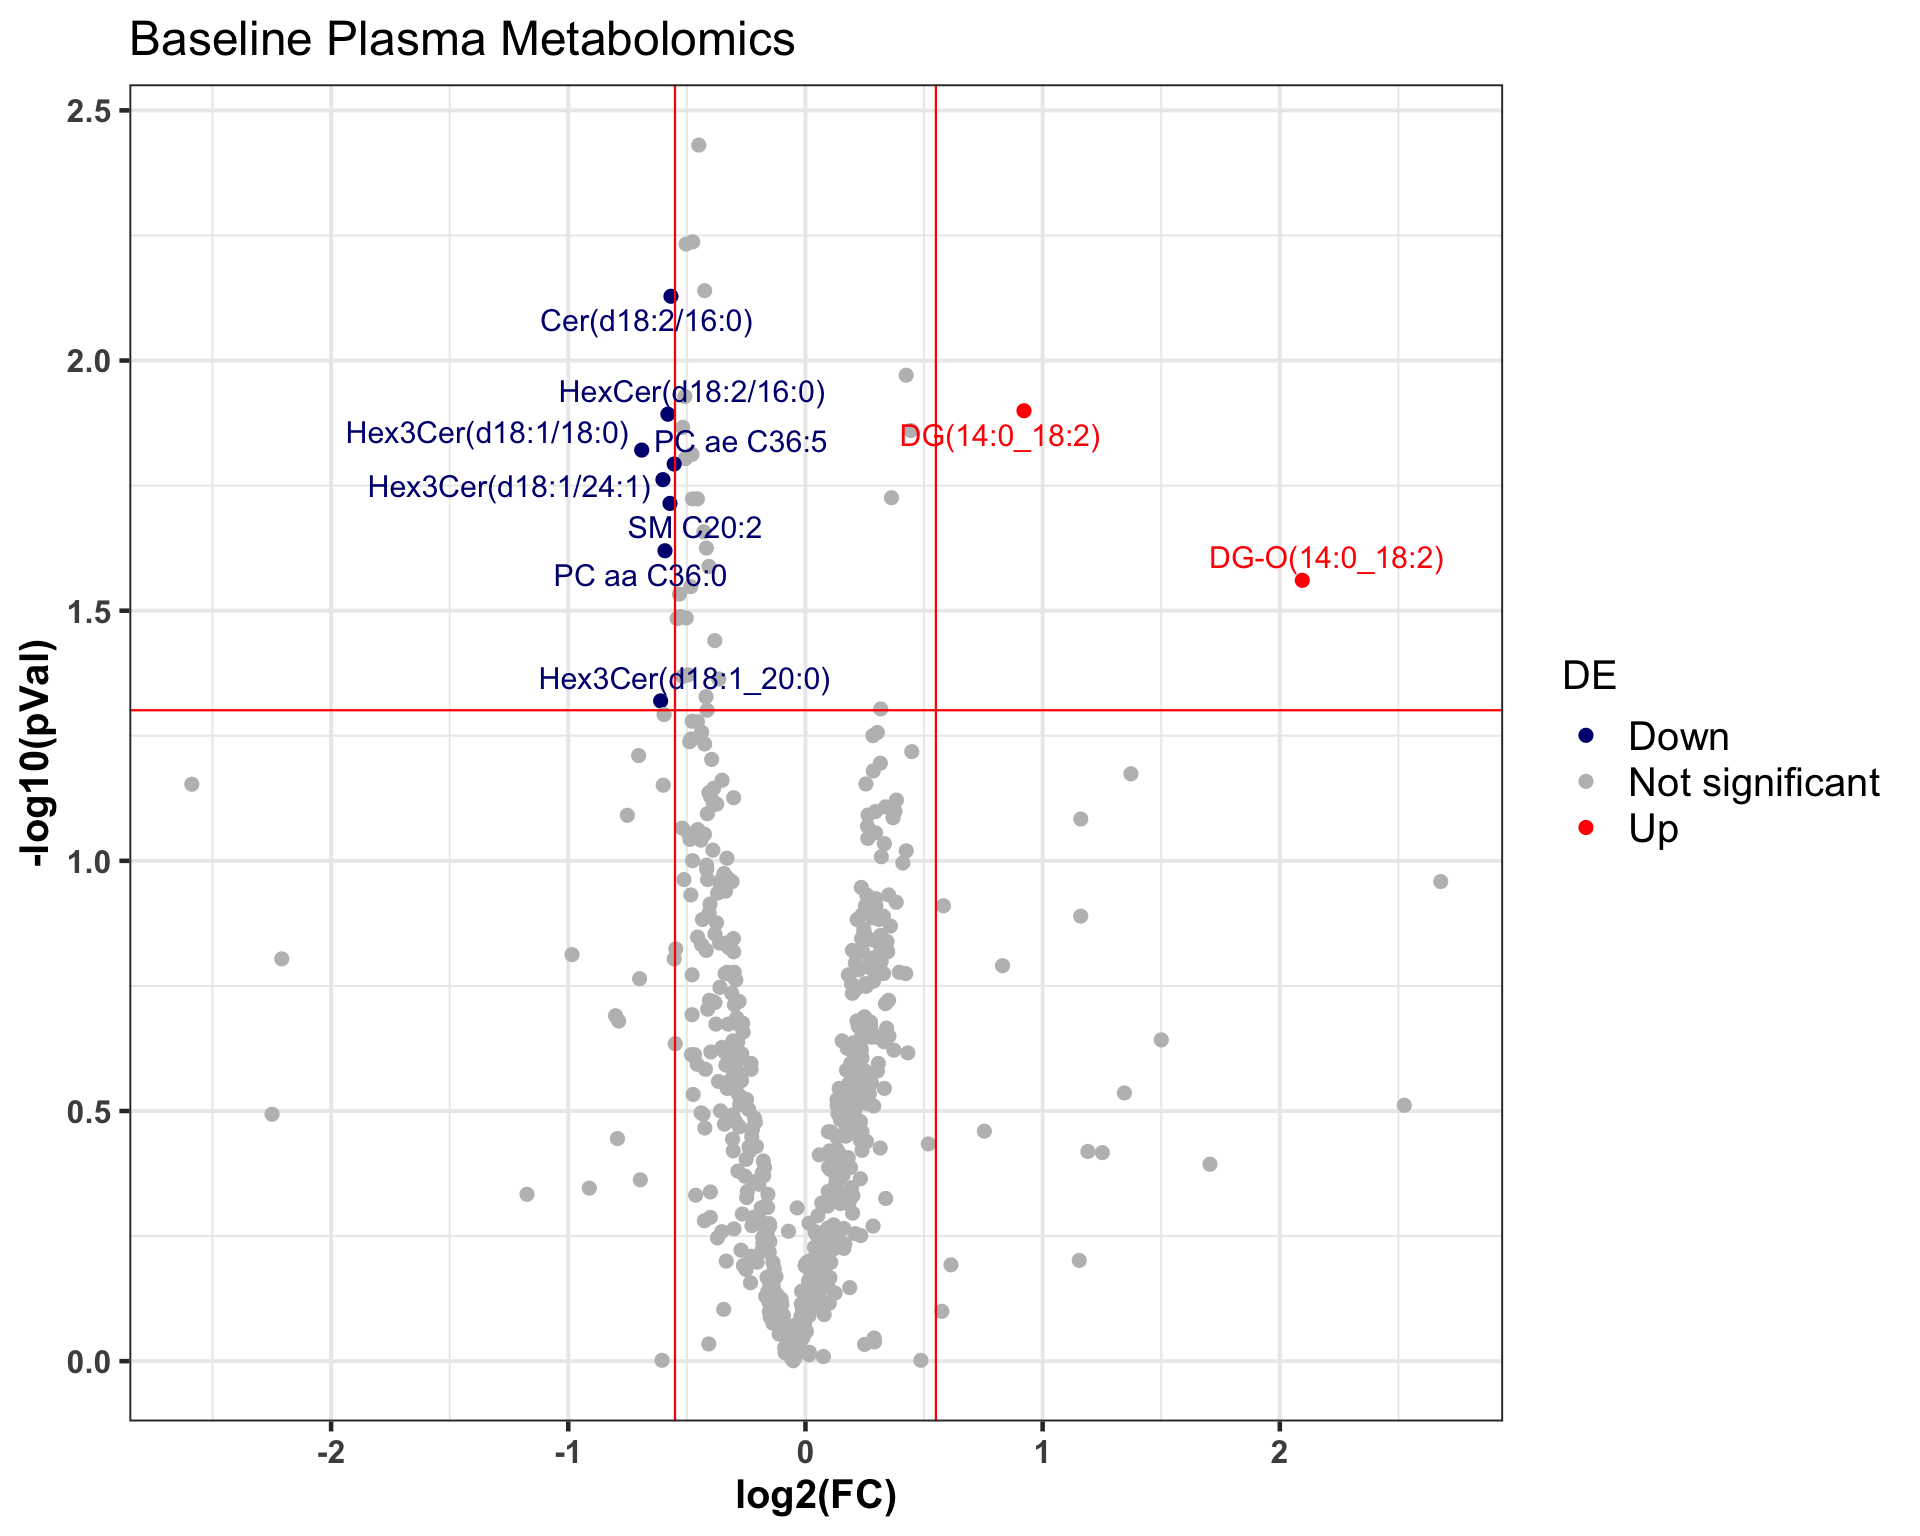 Baseline Plasma Metabolomics
2.5
2.0
1.5
1.0
0.5
0.0
-log10(pVal)
Cer(d18:2/16:0)
HexCer(d18:2/16:0)
Hex3Cer(d18:1/18:0)
PC ae C36:5
DG(14:0_18:2)
Hex3Cer(d18:1/24:1)
SM C20:2
DG-O(14:0_18:2)
PC aa C36:0
Hex3Cer(d18:1_20:0)
-2
-1
0
1
2
log2(FC)
DE
Down
Not significant
Up